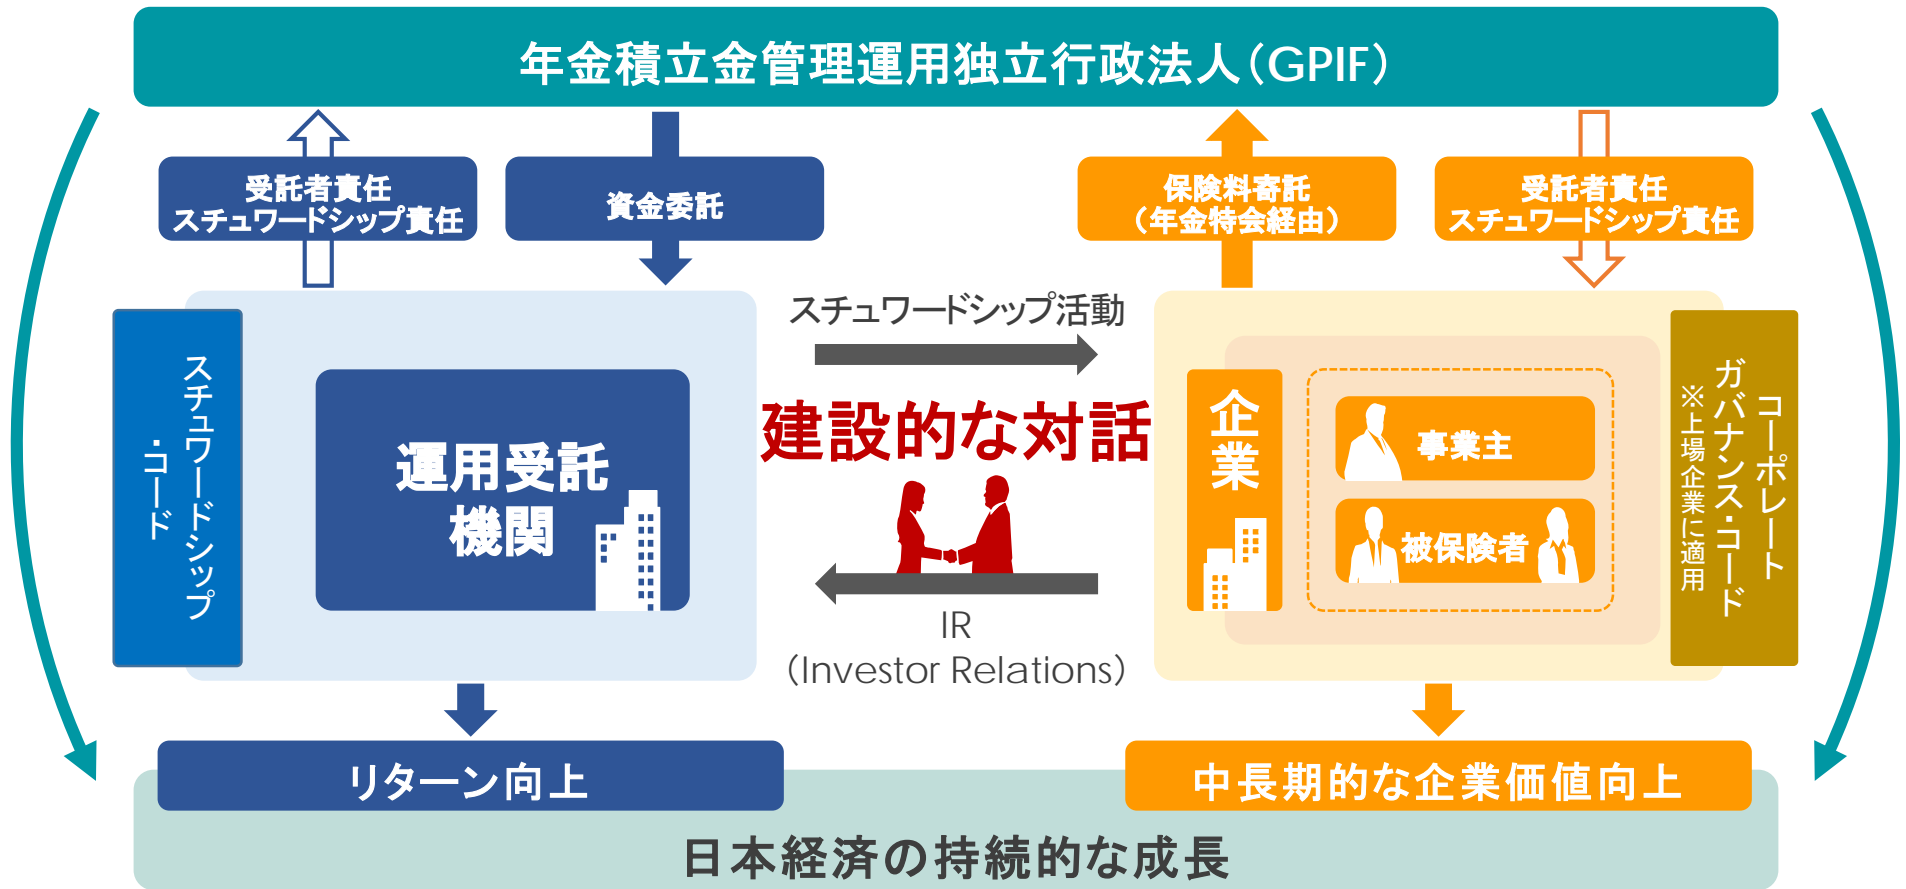 年金積立金管理運用独立行政法人（GPIF）
受託者責任
スチュワードシップ責任
資金委託
保険料寄託
（年金特会経由）
受託者責任
スチュワードシップ責任
スチュワードシップ
・コード
運用受託
機関
スチュワードシップ活動
建設的な対話
IR
（Investor Relations）
企業
事業主
被保険者
コーポレート
ガバナンス・コード
※上場企業に適用
リターン向上
中長期的な企業価値向上
日本経済の持続的な成長